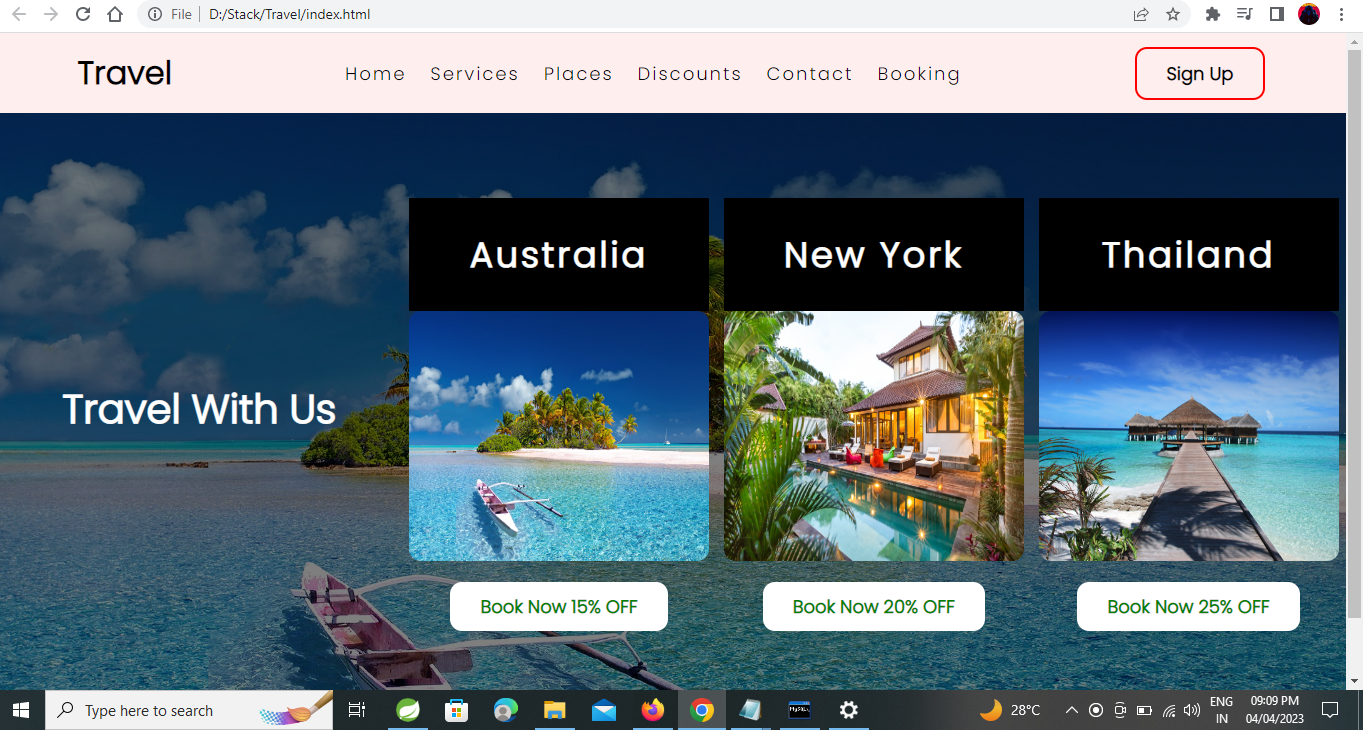 File D:/Stack/Travel/index.html
Travel
Home Services Places Discounts Contact Booking
Sign Up
Australia
New York
Thailand
Travel With Us
Book Now 15% OFF
Book Now 20% OFF
Book Now 25% OFF
Type here to search
MySQL
28°C
ENG
IN
09:09 PM
04/04/2023